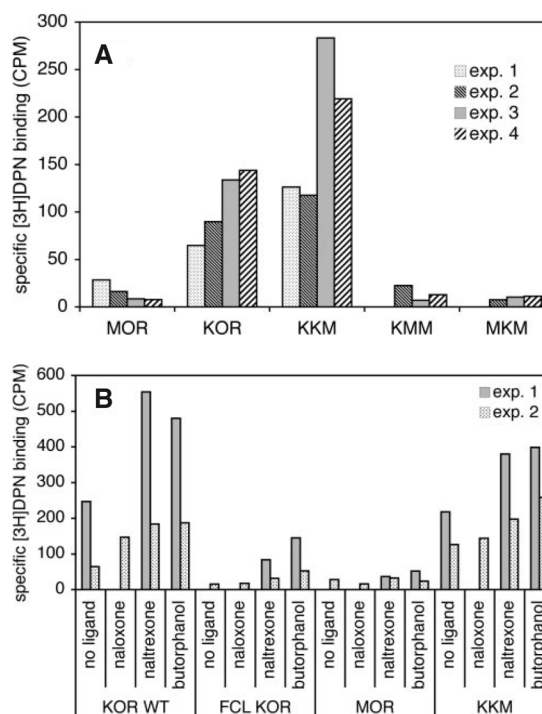 A
specific [3H]DPN binding (CPM)
300
250
200
150
100
50
0
exp. 1
exp. 2
exp. 3
exp. 4
MOR KOR KKM KMM MKM
B
specific [3H]DPN binding (CPM)
600
500
400
300
200
100
0
exp. 1
exp. 2
no ligand
naloxone
naltrexone
butorphanol
no ligand
naloxone
naltrexone
butorphanol
no ligand
naloxone
naltrexone
butorphanol
no ligand
naloxone
naltrexone
butorphanol
KOR WT FCL KOR MOR KKM